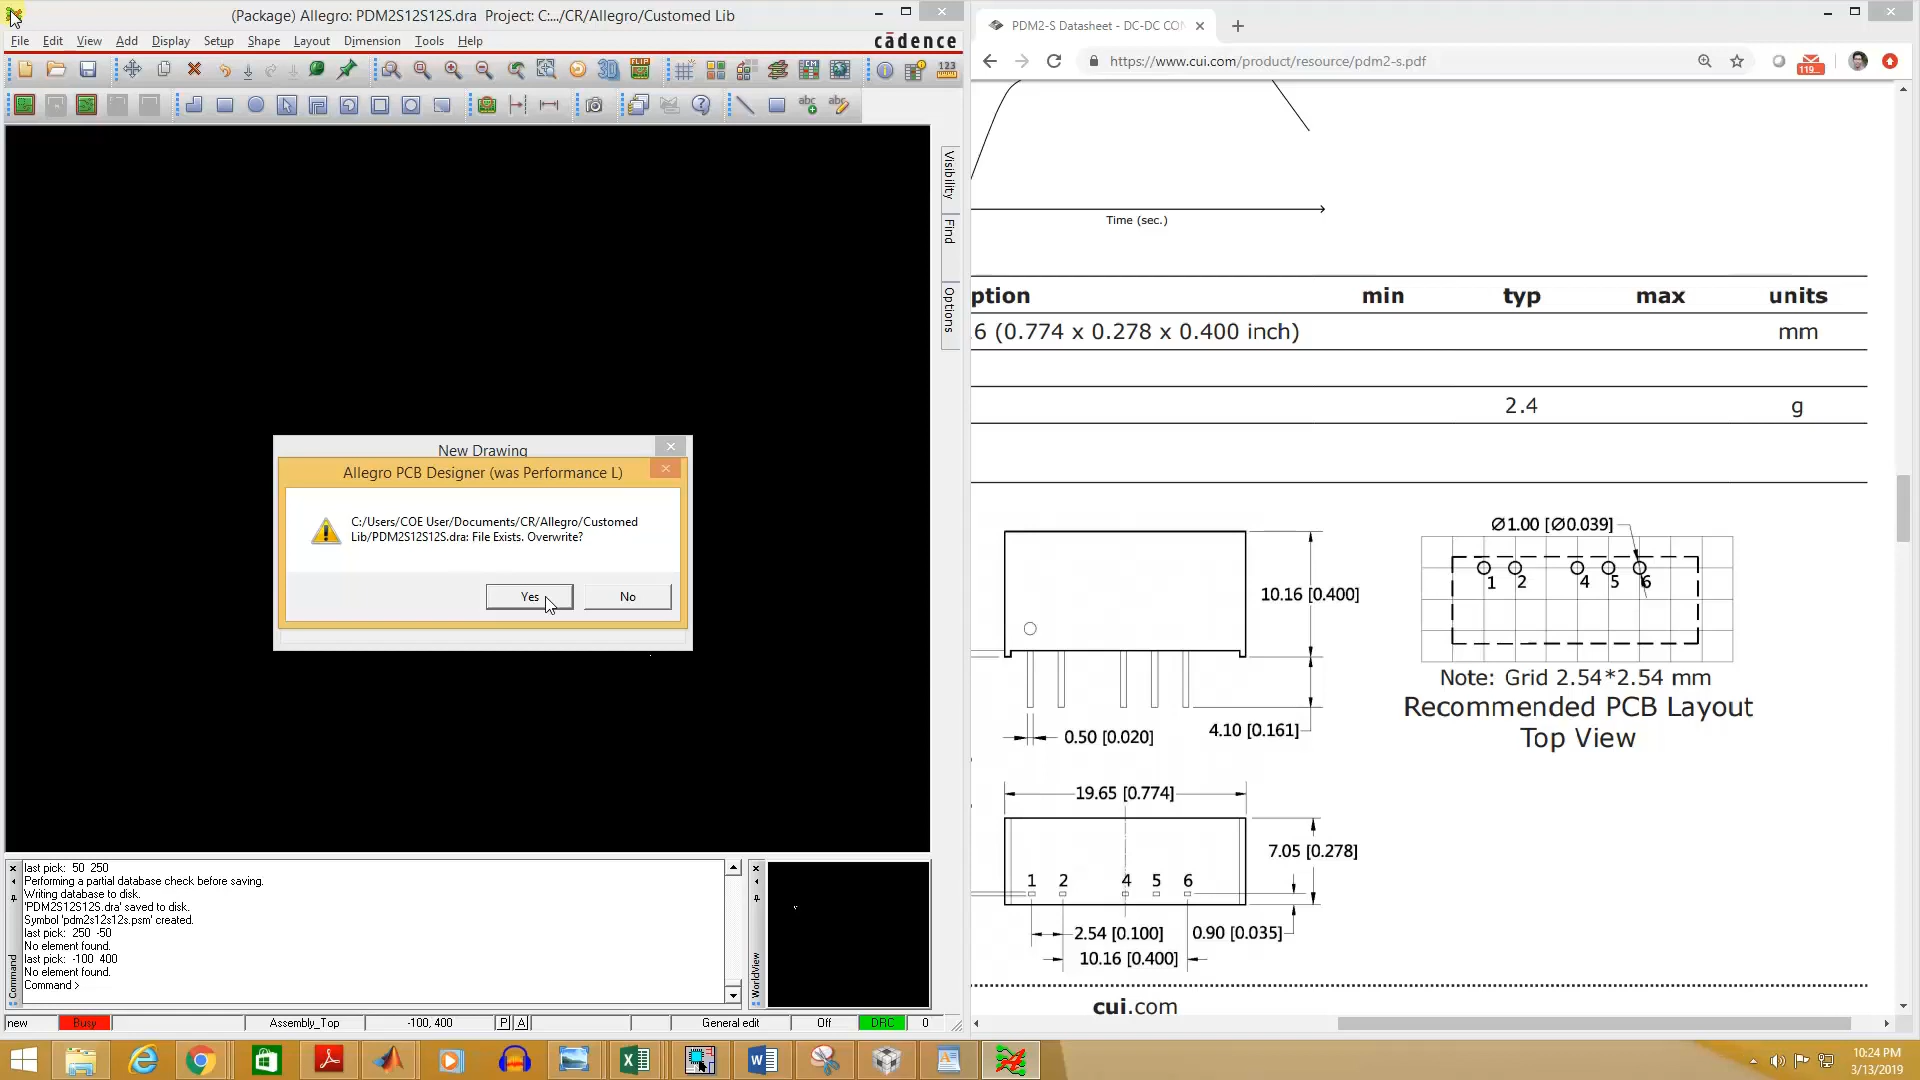 (Package) Allegro: PDM2S12S12S.dra  Project: C:.../CR/Allegro/Customed Lib
File Edit View Add Display Setup Shape Layout Dimension Tools Help
cādence
3D
FLIP
123
abc
abc
Visibility
Find
Options
New Drawing
Allegro PCB Designer (was Performance L)
C:/Users/COE User/Documents/CR/Allegro/Customed
Lib/PDM2S12S12S.dra: File Exists. Overwrite?
Yes
No
last pick:  50  250
Performing a partial database check before saving.
Writing database to disk.
'PDM2S12S12S.dra' saved to disk.
Symbol 'pdm2s12s12s.psm' created.
last pick:  250  -50
No element found.
last pick:  -100  400
No element found.
Command >
Command
WorldView
new
Busy
Assembly_Top
-100, 400
P
A
General edit
Off
DRC
0
PDM2-S Datasheet - DC-DC CON
https://www.cui.com/product/resource/pdm2-s.pdf
119...
Time (sec.)
ption min typ max units
.6 (0.774 x 0.278 x 0.400 inch) mm
2.4 g
10.16 [0.400]
0.50 [0.020]
4.10 [0.161]
Ø1.00 [Ø0.039]
1 2 4 5 6
Note: Grid 2.54*2.54 mm
Recommended PCB Layout
Top View
19.65 [0.774]
7.05 [0.278]
1 2 4 5 6
2.54 [0.100]
0.90 [0.035]
10.16 [0.400]
cui.com
10:24 PM
3/13/2019